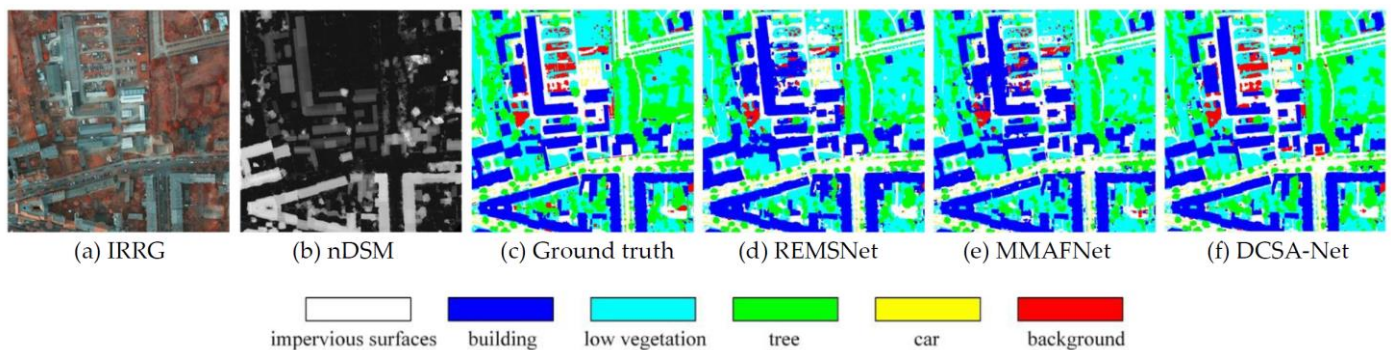 (a) IRRG (b) nDSM (c) Ground truth (d) REMSNet (e) MMAFNet (f) DCSA-Net
impervious surfaces building low vegetation tree car background